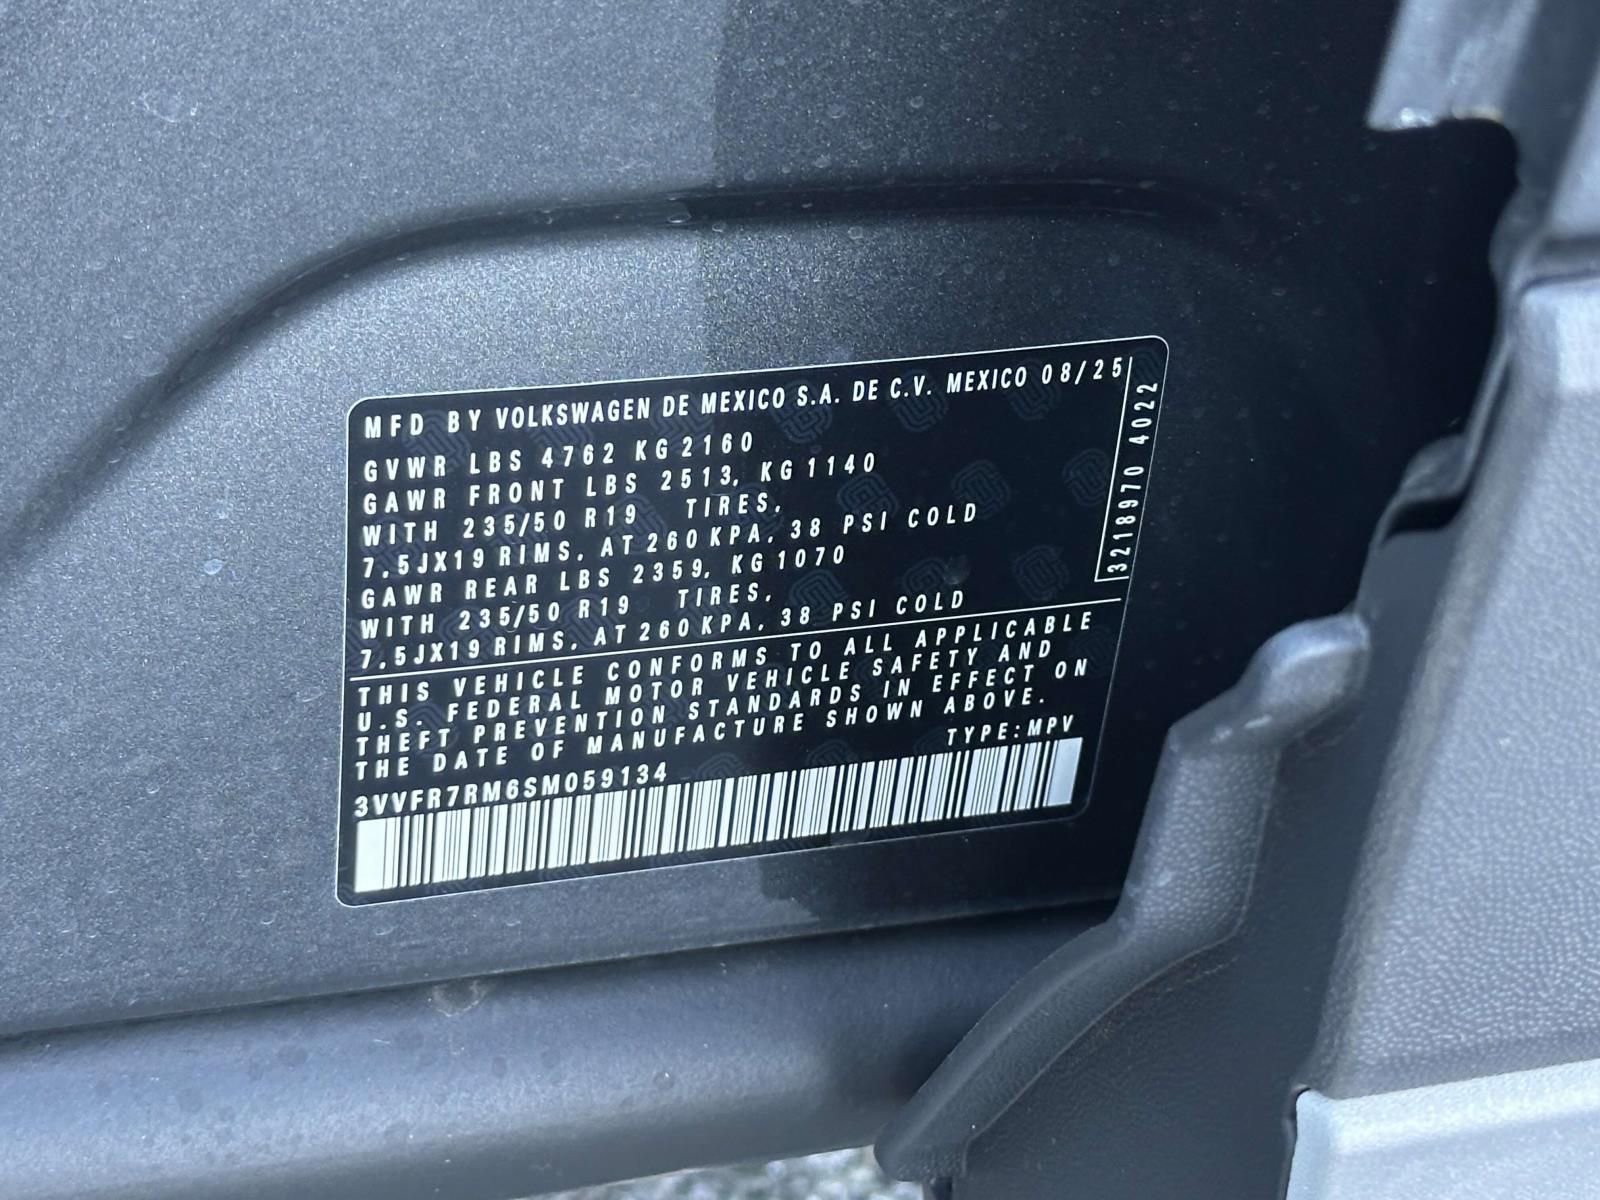 MFD BY VOLKSWAGEN DE MEXICO S.A. DE C.V. MEXICO 08/25
GVWR LBS 4762 KG 2160
GAWR FRONT LBS 2513, KG 1140
WITH 235/50 R19 TIRES,
7,5JX19 RIMS, AT 260 KPA, 38 PSI COLD
GAWR REAR LBS 2359, KG 1070
WITH 235/50 R19 TIRES,
7,5JX19 RIMS, AT 260 KPA, 38 PSI COLD
3218970 4022
THIS VEHICLE CONFORMS TO ALL APPLICABLE
U.S. FEDERAL MOTOR VEHICLE SAFETY AND
THEFT PREVENTION STANDARDS IN EFFECT ON
THE DATE OF MANUFACTURE SHOWN ABOVE.
TYPE: MPV
3VVFR7RM6SM059134